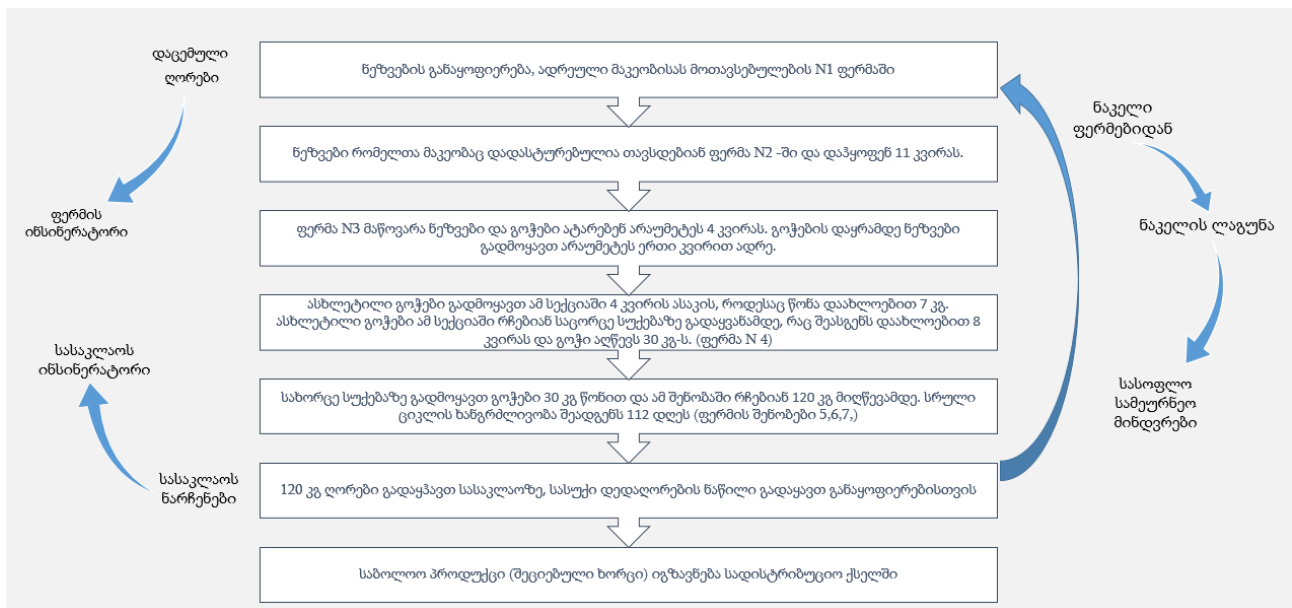 დაცემული
ღორები
ფერმის
ინსინერატორი
სასაკლაოს
ინსინერატორი
სასაკლაოს
ნარჩენები
ნეზვების განაყოფიერება, ადრეული მაკეობისას მოთავსებულების N1 ფერმაში
ნეზვები რომელთა მაკეობაც დადასტურებულია თავსდებიან ფერმა N2 -ში და დაჰყოფენ 11 კვირას.
ფერმა N3 მაწოვარა ნეზვები და გოჭები ატარებენ არაუმეტეს 4 კვირას. გოჭების დაყრამდე ნეზვები
გადმოყავთ არაუმეტეს ერთი კვირით ადრე.
ასხლეტილი გოჭები გადმოყავთ ამ სექციაში 4 კვირის ასაკის, როდესაც წონა დაახლოებით 7 კგ.
ასხლეტილი გოჭები ამ სექციაში რჩებიან საცორცე სუქებაზე გადაყვანამდე, რაც შეასგენს დაახლოებით 8
კვირას და გოჭი აღწევს 30 კგ-ს. (ფერმა N 4)
სახორცე სუქებაზე გადმოყავთ გოჭები 30 კგ წონით და ამ შენობაში რჩებიან 120 კგ მიღწევამდე. სრული
ციკლის ხანგრძლივობა შეადგენს 112 დღეს (ფერმის შენობები 5,6,7,)
120 კგ ღორები გადაყჰავთ სასაკლაოზე, სასუქი დედაღორების ნაწილი გადაყავთ განაყოფიერებისთვის
საბოლოო პროდუქცი (შეციებული ხორცი) იგზავნება სადისტრიბუციო ქსელში
ნაკელი
ფერმებიდან
ნაკელის ლაგუნა
სასოფლო
სამეურნეო
მინდვრები